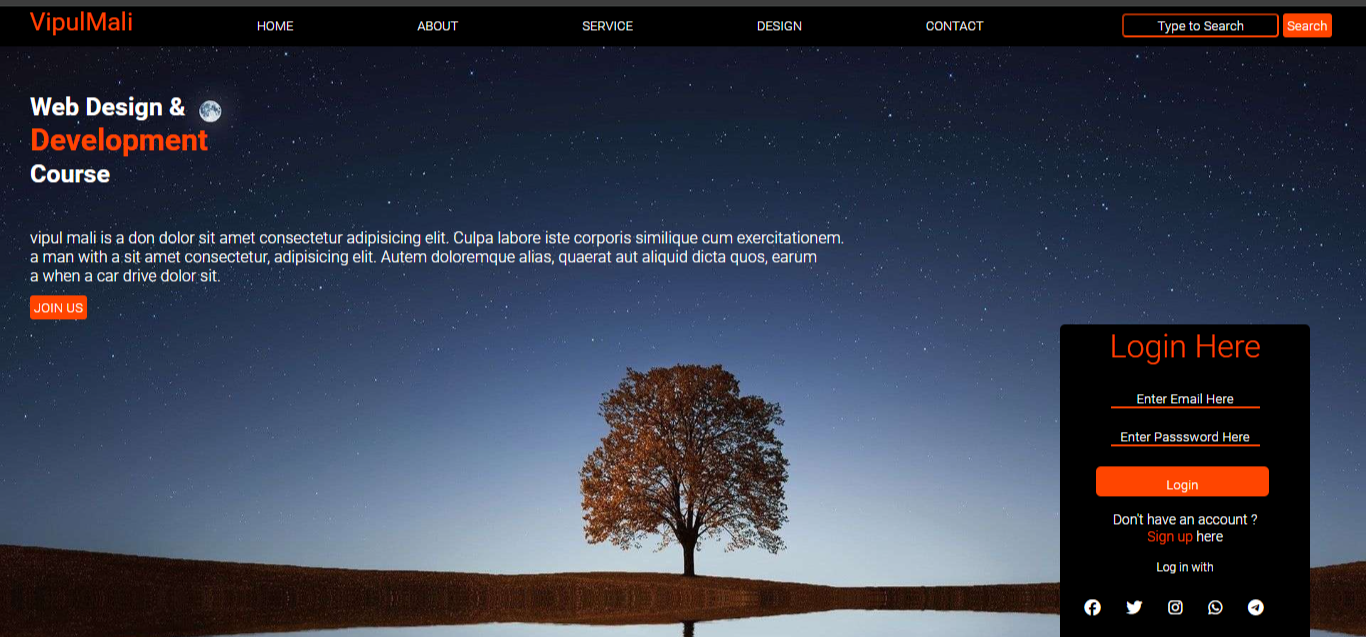 VipulMali
HOME ABOUT SERVICE DESIGN CONTACT Type to Search Search
Web Design &
Development
Course
vipul mali is a don dolor sit amet consectetur adipisicing elit. Culpa labore iste corporis similique cum exercitationem.
a man with a sit amet consectetur, adipisicing elit. Autem doloremque alias, quaerat aut aliquid dicta quos, earum
a when a car drive dolor sit.
JOIN US
Login Here
Enter Email Here
Enter Passsword Here
Login
Don't have an account ?
Sign up here
Log in with